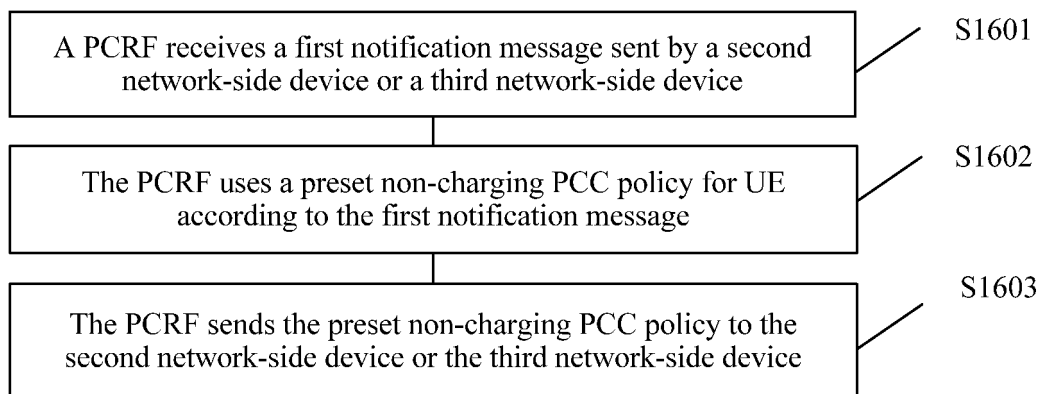 A PCRF receives a first notification message sent by a second
network-side device or a third network-side device
S1601
The PCRF uses a preset non-charging PCC policy for UE
according to the first notification message
S1602
The PCRF sends the preset non-charging PCC policy to the
second network-side device or the third network-side device
S1603